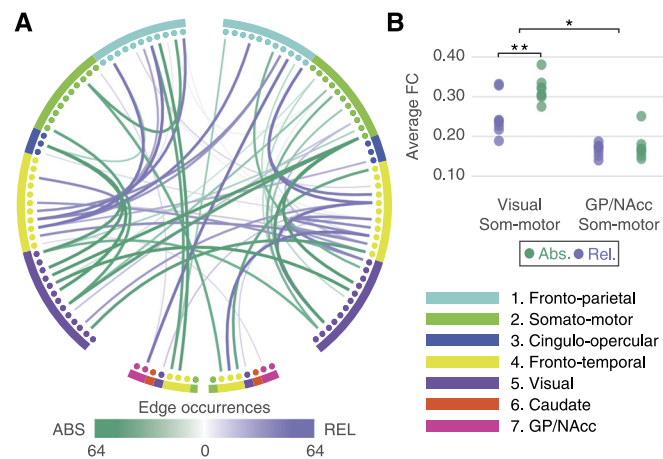 A
B
*
**
0.40
0.30
0.20
0.10
Average FC
Visual
Som-motor
GP/NAcc
Som-motor
Abs. Rel.
1. Fronto-parietal
2. Somato-motor
3. Cingulo-opercular
4. Fronto-temporal
5. Visual
6. Caudate
7. GP/NAcc
Edge occurrences
ABS REL
64 0 64